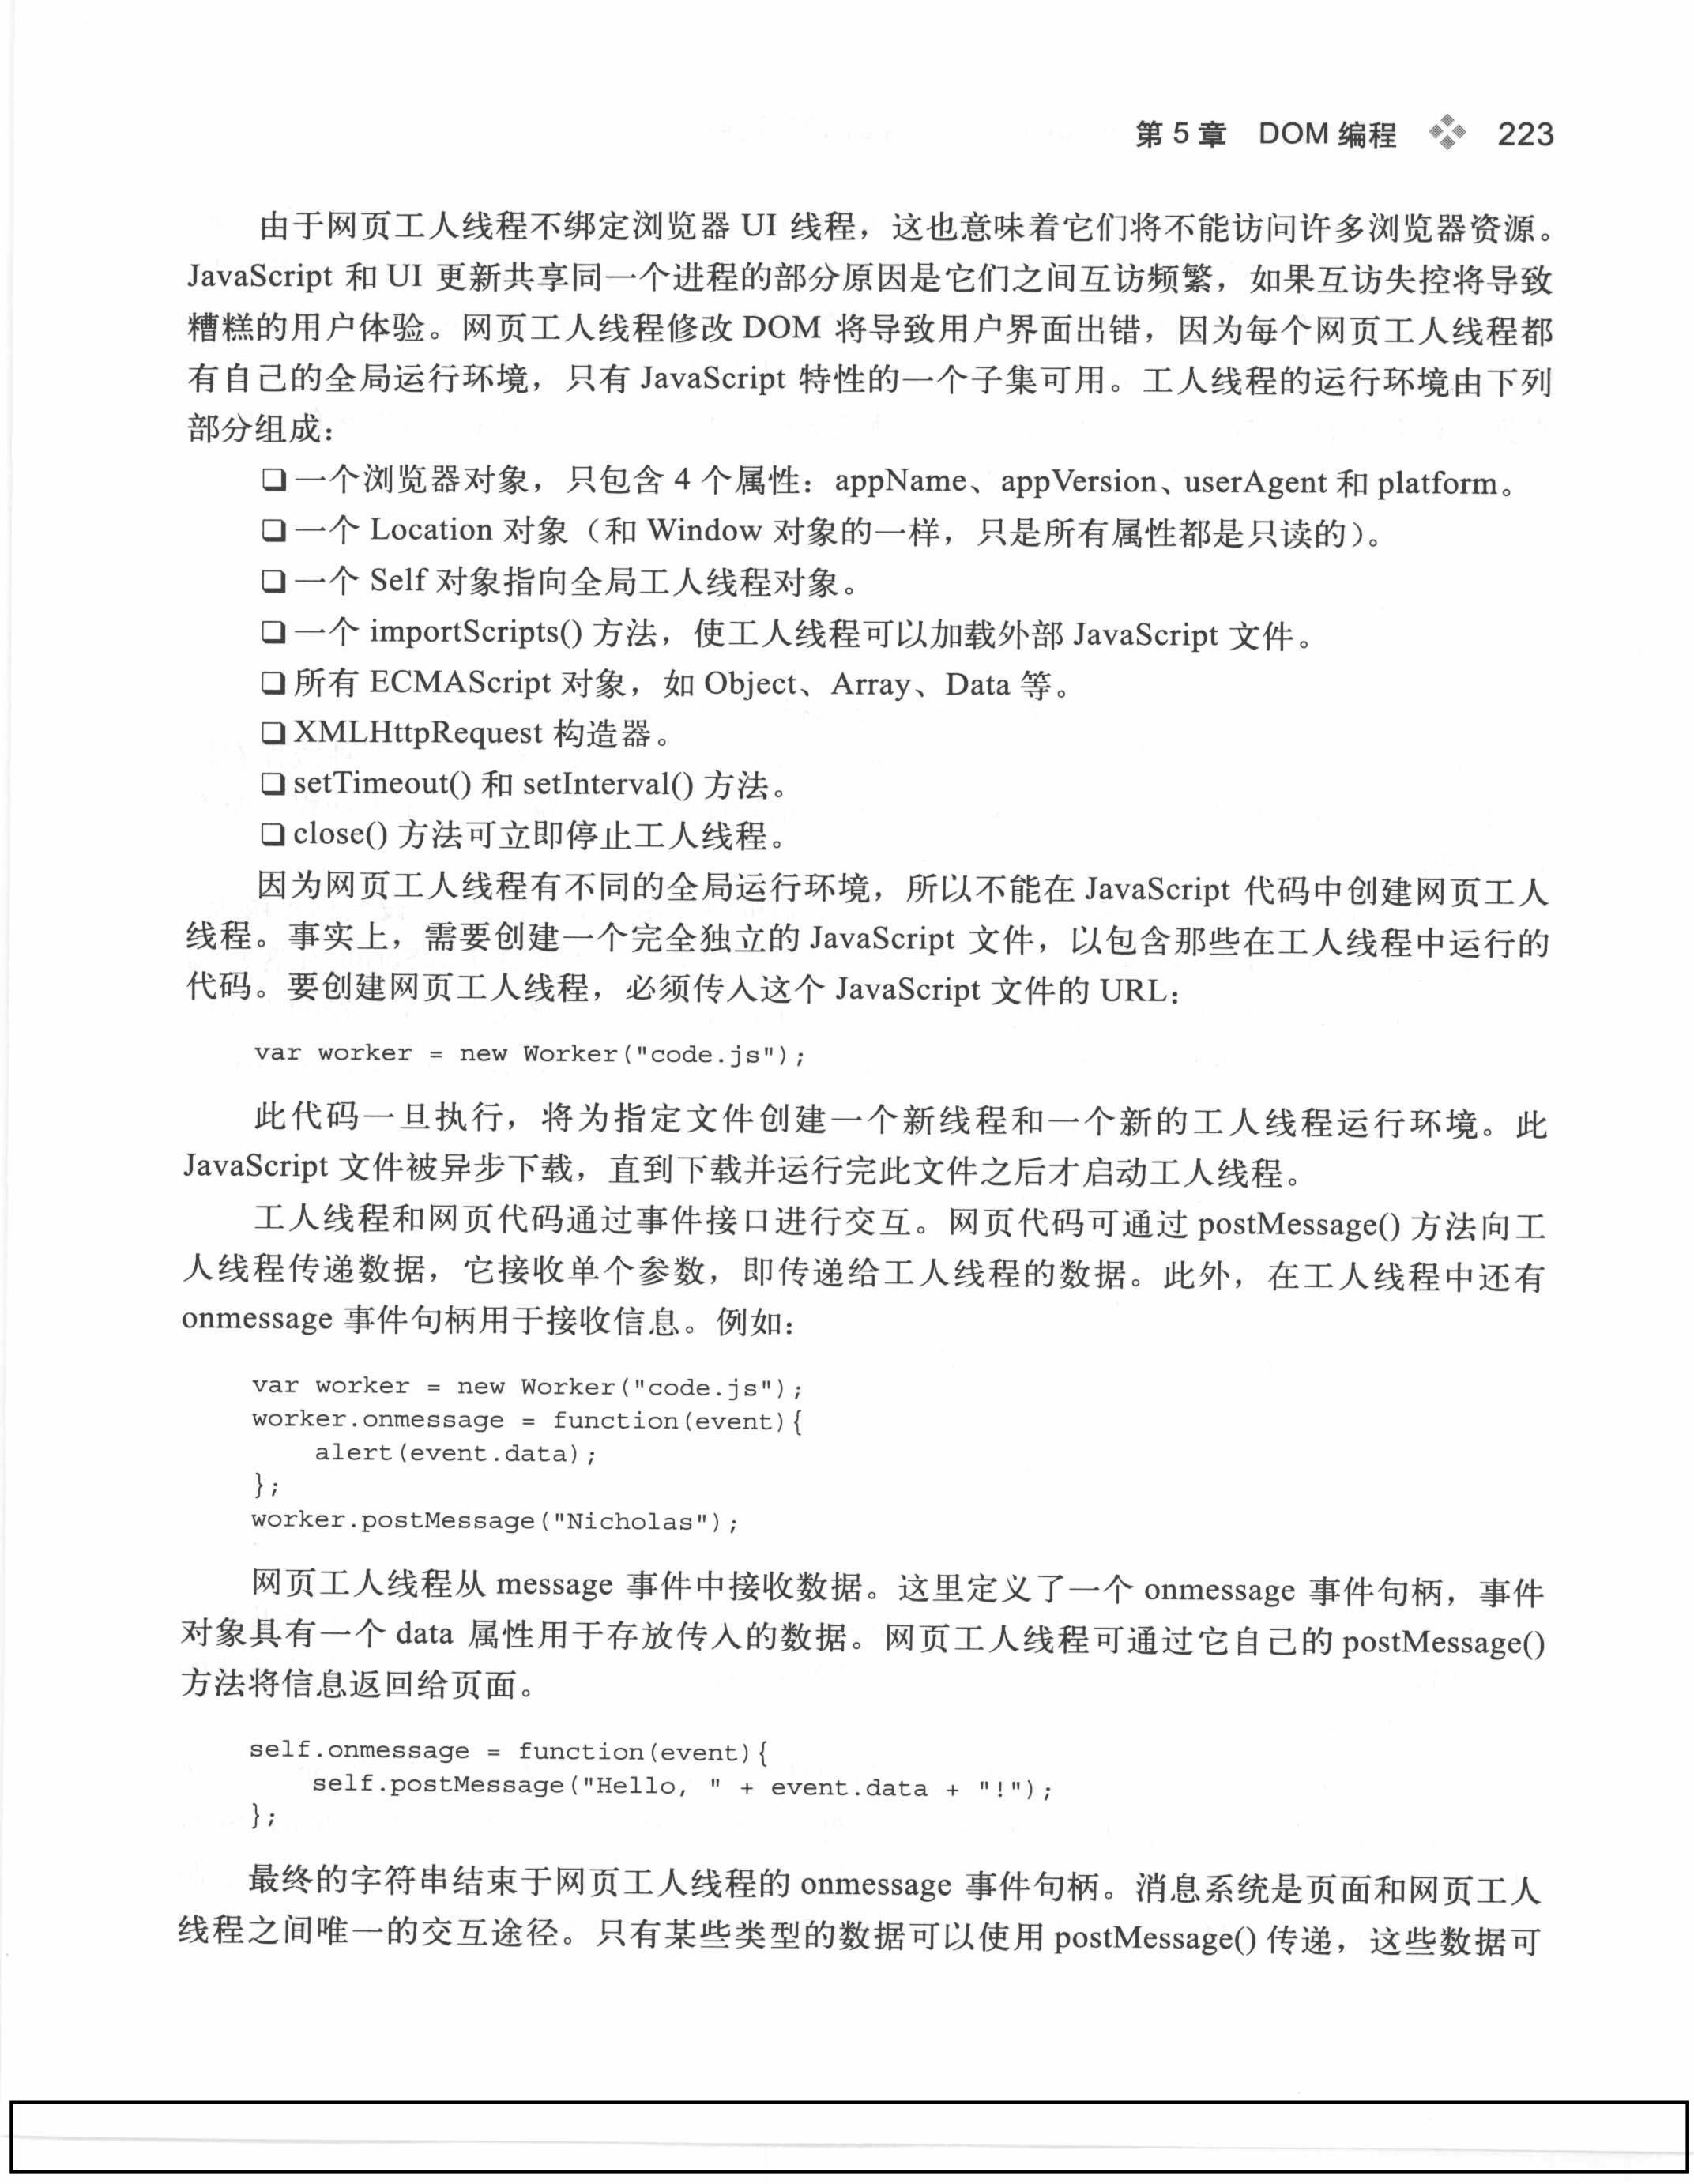 第 5 章 DOM 编程 223
由于网页工人线程不绑定浏览器 UI 线程，这也意味着它们将不能访问许多浏览器资源。
JavaScript 和 UI 更新共享同一个进程的部分原因是它们之间互访频繁，如果互访失控将导致
糟糕的用户体验。网页工人线程修改 DOM 将导致用户界面出错，因为每个网页工人线程都
有自己的全局运行环境，只有 JavaScript 特性的一个子集可用。工人线程的运行环境由下列
部分组成：
❑ 一个浏览器对象，只包含 4 个属性：appName、appVersion、userAgent 和 platform。
❑ 一个 Location 对象（和 Window 对象的一样，只是所有属性都是只读的）。
❑ 一个 Self 对象指向全局工人线程对象。
❑ 一个 importScripts() 方法，使工人线程可以加载外部 JavaScript 文件。
❑ 所有 ECMAScript 对象，如 Object、Array、Data 等。
❑ XMLHttpRequest 构造器。
❑ setTimeout() 和 setInterval() 方法。
❑ close() 方法可立即停止工人线程。
因为网页工人线程有不同的全局运行环境，所以不能在 JavaScript 代码中创建网页工人
线程。事实上，需要创建一个完全独立的 JavaScript 文件，以包含那些在工人线程中运行的
代码。要创建网页工人线程，必须传入这个 JavaScript 文件的 URL：
var worker = new Worker("code.js");
此代码一旦执行，将为指定文件创建一个新线程和一个新的工人线程运行环境。此
JavaScript 文件被异步下载，直到下载并运行完此文件之后才启动工人线程。
工人线程和网页代码通过事件接口进行交互。网页代码可通过 postMessage() 方法向工
人线程传递数据，它接收单个参数，即传递给工人线程的数据。此外，在工人线程中还有
onmessage 事件句柄用于接收信息。例如：
var worker = new Worker("code.js");
worker.onmessage = function(event){
    alert(event.data);
};
worker.postMessage("Nicholas");
网页工人线程从 message 事件中接收数据。这里定义了一个 onmessage 事件句柄，事件
对象具有一个 data 属性用于存放传入的数据。网页工人线程可通过它自己的 postMessage()
方法将信息返回给页面。
self.onmessage = function(event){
    self.postMessage("Hello, " + event.data + "!");
};
最终的字符串结束于网页工人线程的 onmessage 事件句柄。消息系统是页面和网页工人
线程之间唯一的交互途径。只有某些类型的数据可以使用 postMessage() 传递，这些数据可